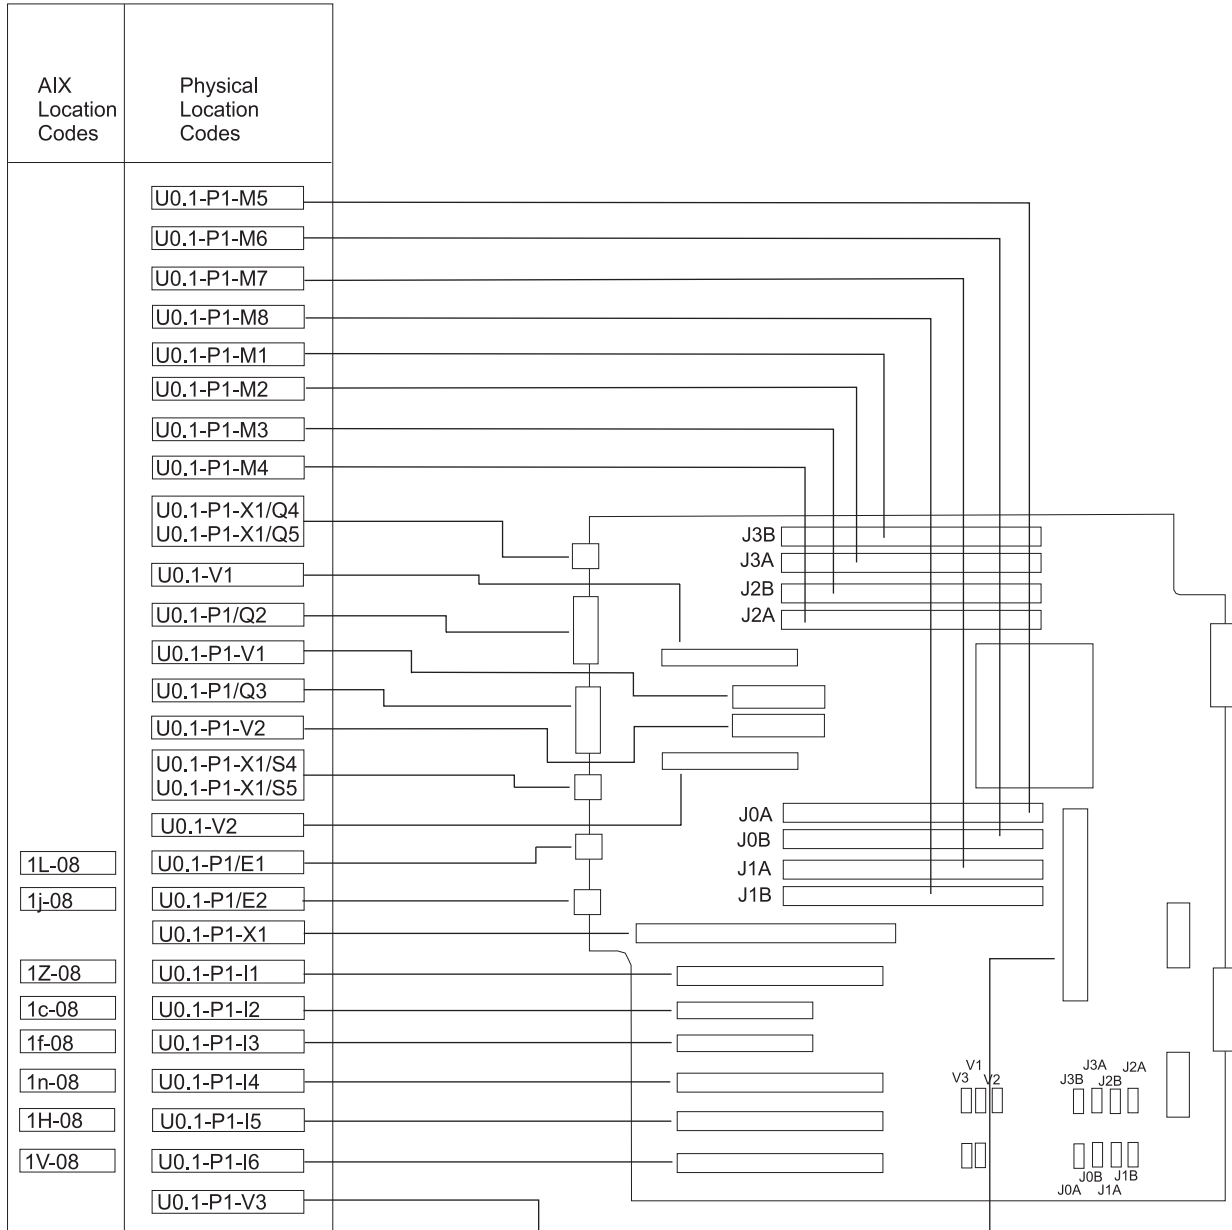 AIX
Location
Codes
Physical
Location
Codes
U0.1-P1-M5
U0.1-P1-M6
U0.1-P1-M7
U0.1-P1-M8
U0.1-P1-M1
U0.1-P1-M2
U0.1-P1-M3
U0.1-P1-M4
U0.1-P1-X1/Q4
U0.1-P1-X1/Q5
J3B
J3A
U0.1-V1
J2B
U0.1-P1/Q2
J2A
U0.1-P1-V1
U0.1-P1/Q3
U0.1-P1-V2
U0.1-P1-X1/S4
U0.1-P1-X1/S5
J0A
U0.1-V2
J0B
1L-08
U0.1-P1/E1
J1A
1j-08
U0.1-P1/E2
J1B
U0.1-P1-X1
1Z-08
U0.1-P1-I1
1c-08
U0.1-P1-I2
1f-08
U0.1-P1-I3
V1
J3A
J2A
1n-08
U0.1-P1-I4
V3
V2
J3B
J2B
1H-08
U0.1-P1-I5
1V-08
U0.1-P1-I6
J0B
J1B
J0A
J1A
U0.1-P1-V3